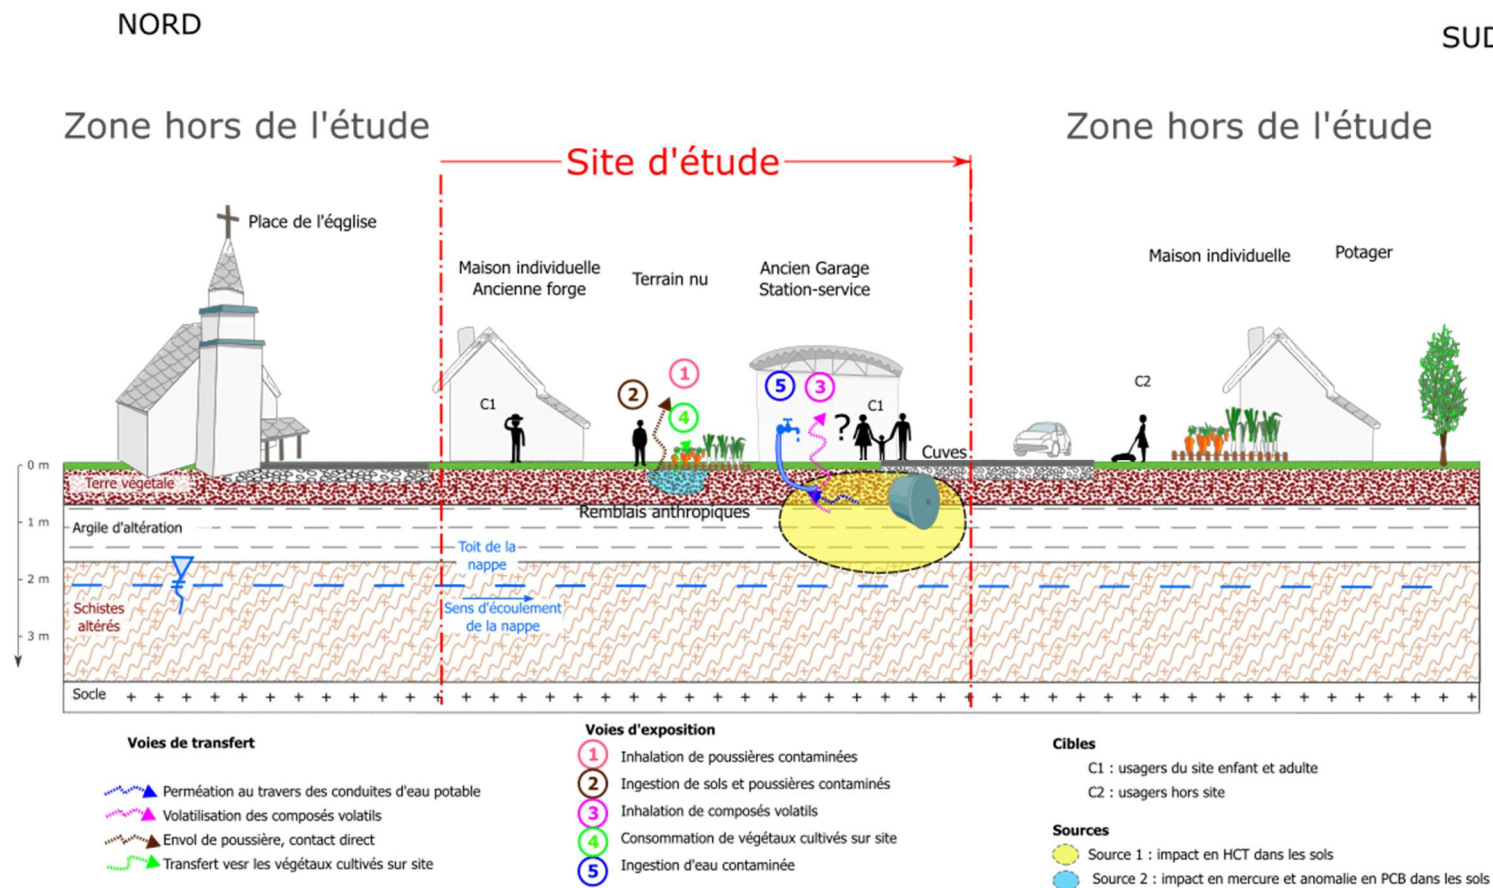 NORD
SUD
Zone hors de l'étude
Zone hors de l'étude
Site d'étude
Place de l'éqglise
Maison individuelle
Ancienne forge
Terrain nu
Ancien Garage
Station-service
Maison individuelle
Potager
1
2
4
5
3
?
C1
C1
C2
Cuves
0 m
Terre végétale
Remblais anthropiques
1 m
Argile d'altération
Toit de la
nappe
2 m
Sens d'écoulement
de la nappe
Schistes
altérés
3 m
Socle
Voies de transfert
Perméation au travers des conduites d'eau potable
Volatilisation des composés volatils
Envol de poussière, contact direct
Transfert vesr les végétaux cultivés sur site
Voies d'exposition
1 Inhalation de poussières contaminées
2 Ingestion de sols et poussières contaminés
3 Inhalation de composés volatils
4 Consommation de végétaux cultivés sur site
5 Ingestion d'eau contaminée
Cibles
C1 : usagers du site enfant et adulte
C2 : usagers hors site
Sources
Source 1 : impact en HCT dans les sols
Source 2 : impact en mercure et anomalie en PCB dans les sols